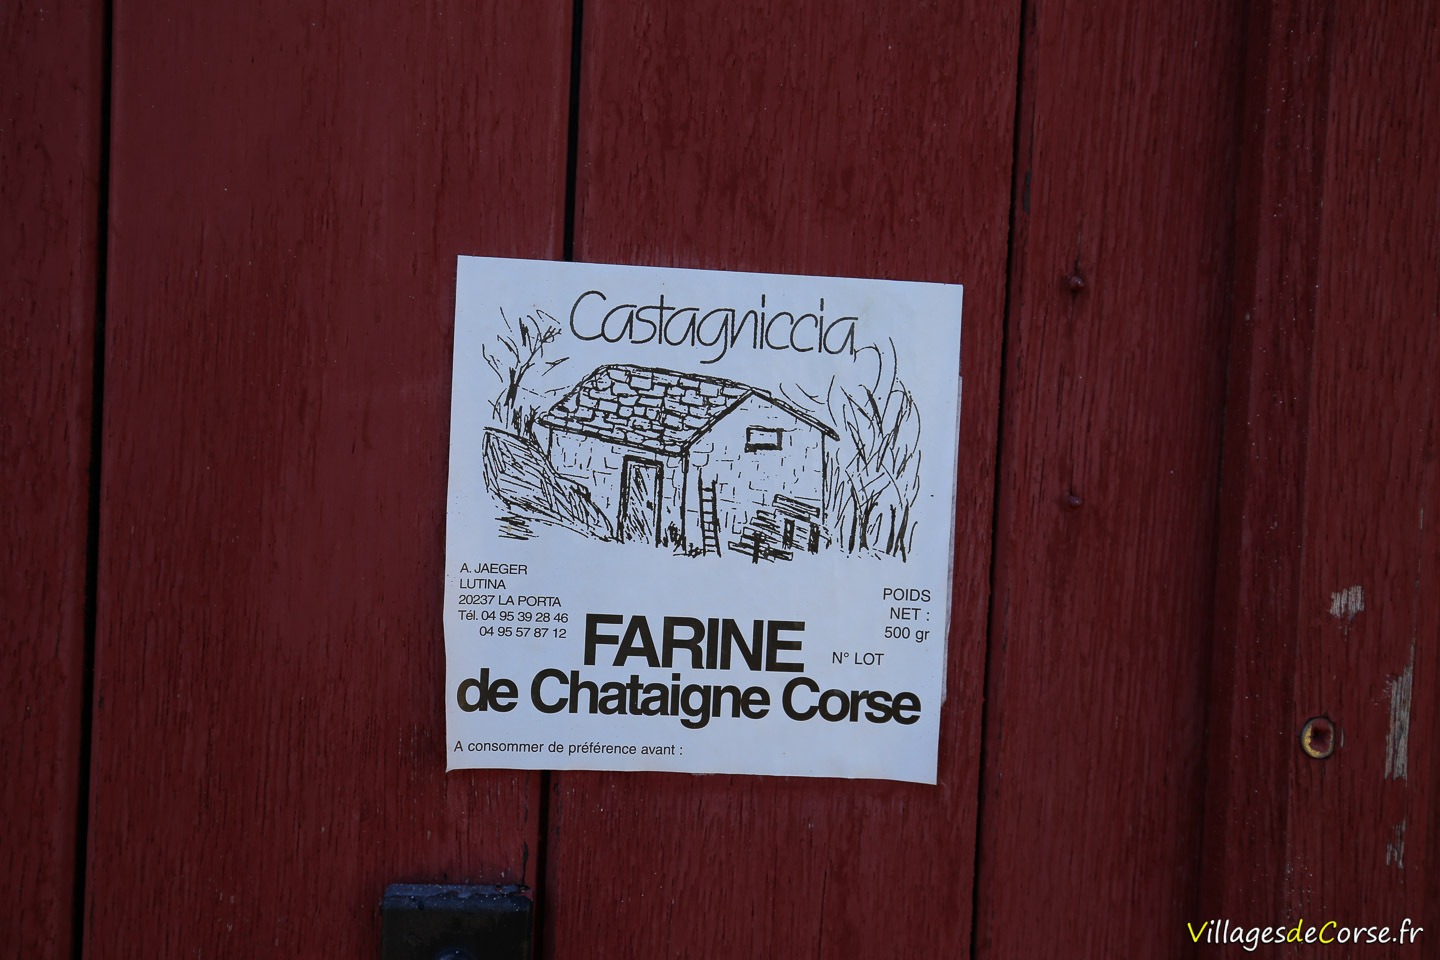 Castagniccia
A. JAEGER
LUTINA
20237 LA PORTA
Tél. 04 95 39 28 46
04 95 57 87 12
POIDS
NET :
500 gr
N° LOT
FARINE
de Chataigne Corse
A consommer de préférence avant :
VillagesdeCorse.fr